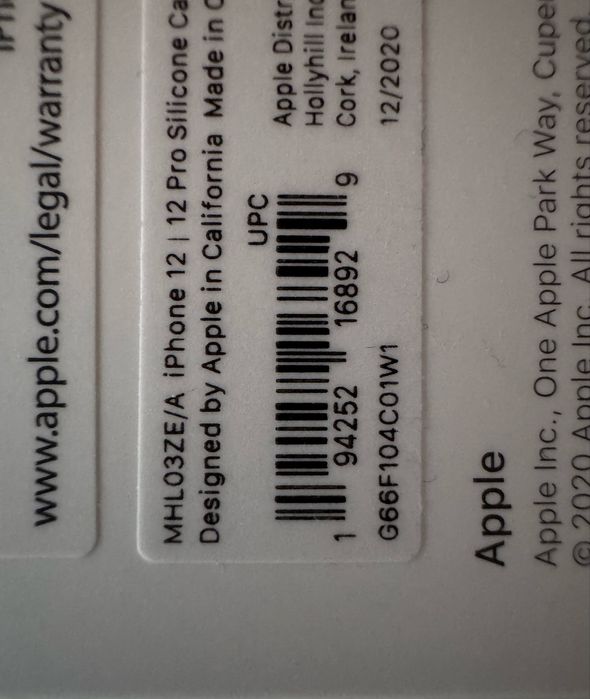 www.apple.com/legal/warranty
MHL03ZE/A iPhone 12 | 12 Pro Silicone Ca
Designed by Apple in California Made in C
UPC
1 94252 16892 9
G66F104C01W1
Apple Distr
Hollyhill Ind
Cork, Irelan
12/2020
Apple
Apple Inc., One Apple Park Way, Cuper
© 2020 Apple Inc. All rights reserved